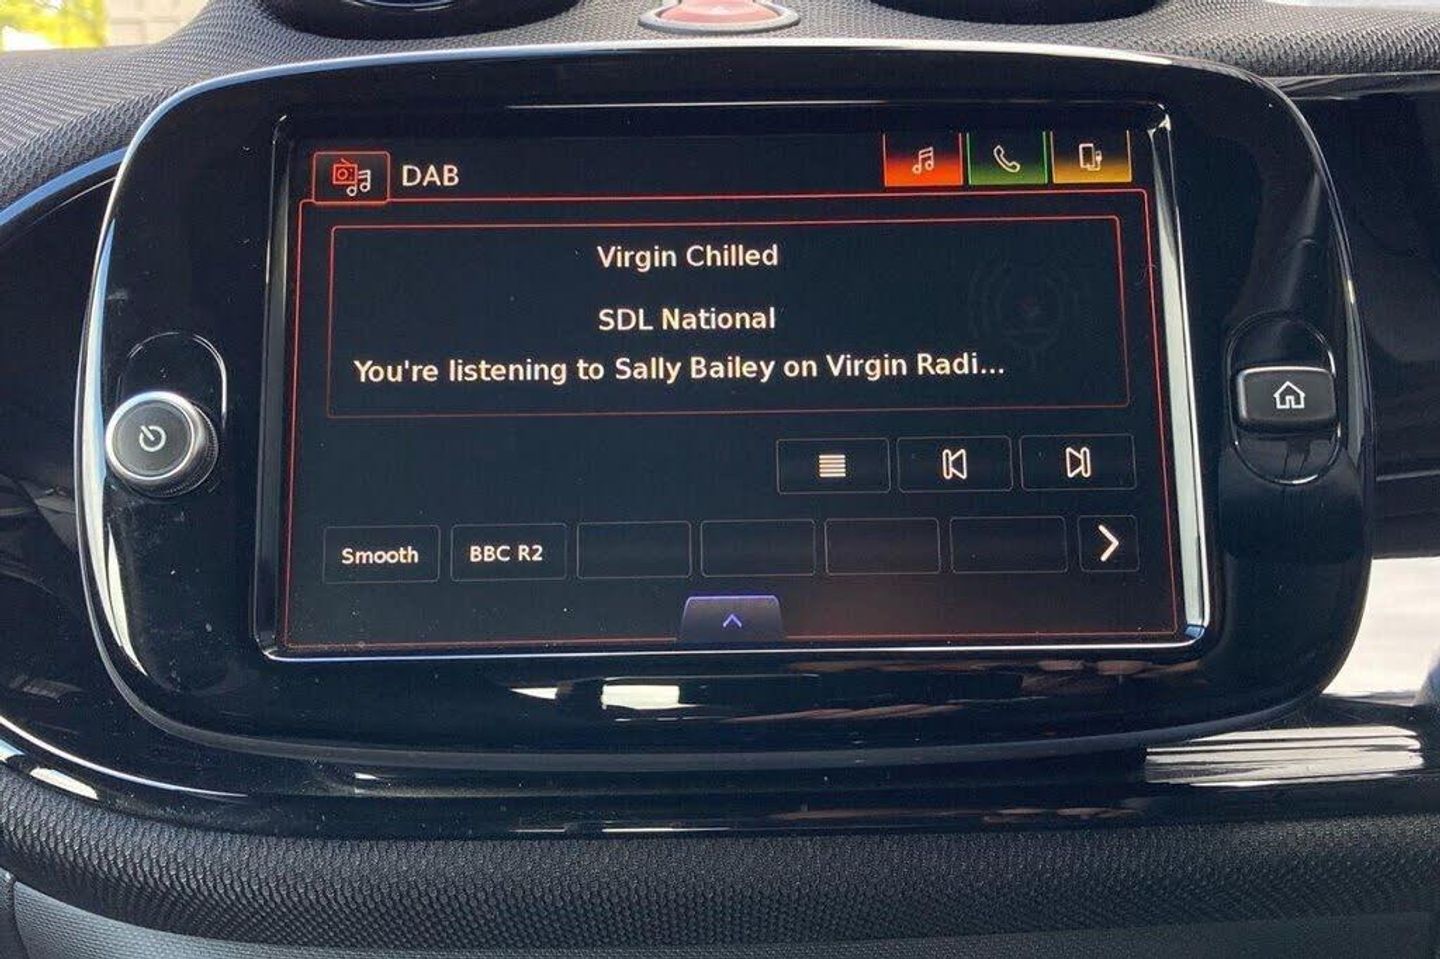 DAB
Virgin Chilled
SDL National
You're listening to Sally Bailey on Virgin Radi...
Smooth BBC R2